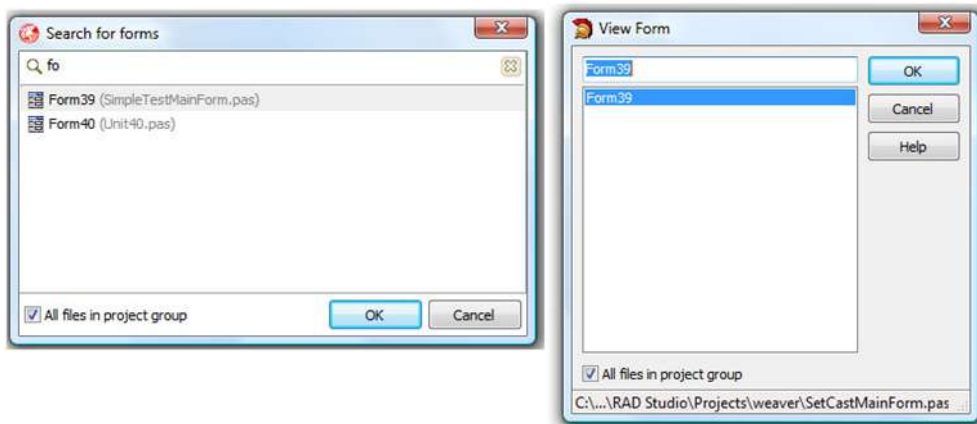 Search for forms
fo
Form39 (SimpleTestMainForm.pas)
Form40 (Unit40.pas)
All files in project group
OK
Cancel
View Form
Form39
OK
Form39
Cancel
Help
All files in project group
C:\...\RAD Studio\Projects\weaver\SetCastMainForm.pas